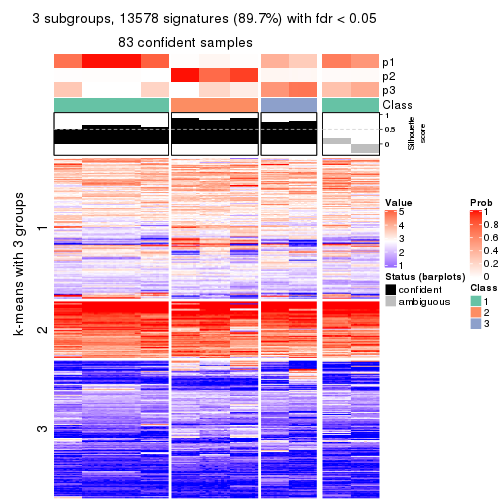 3 subgroups, 13578 signatures (89.7%) with fdr < 0.05
83 confident samples
p1
p2
p3
Class
1
0.5
0
Silhouette
score
k-means with 3 groups
1
2
3
Value
5
4
3
2
1
Status (barplots)
confident
ambiguous
Prob
1
0.8
0.6
0.4
0.2
0
Class
1
2
3